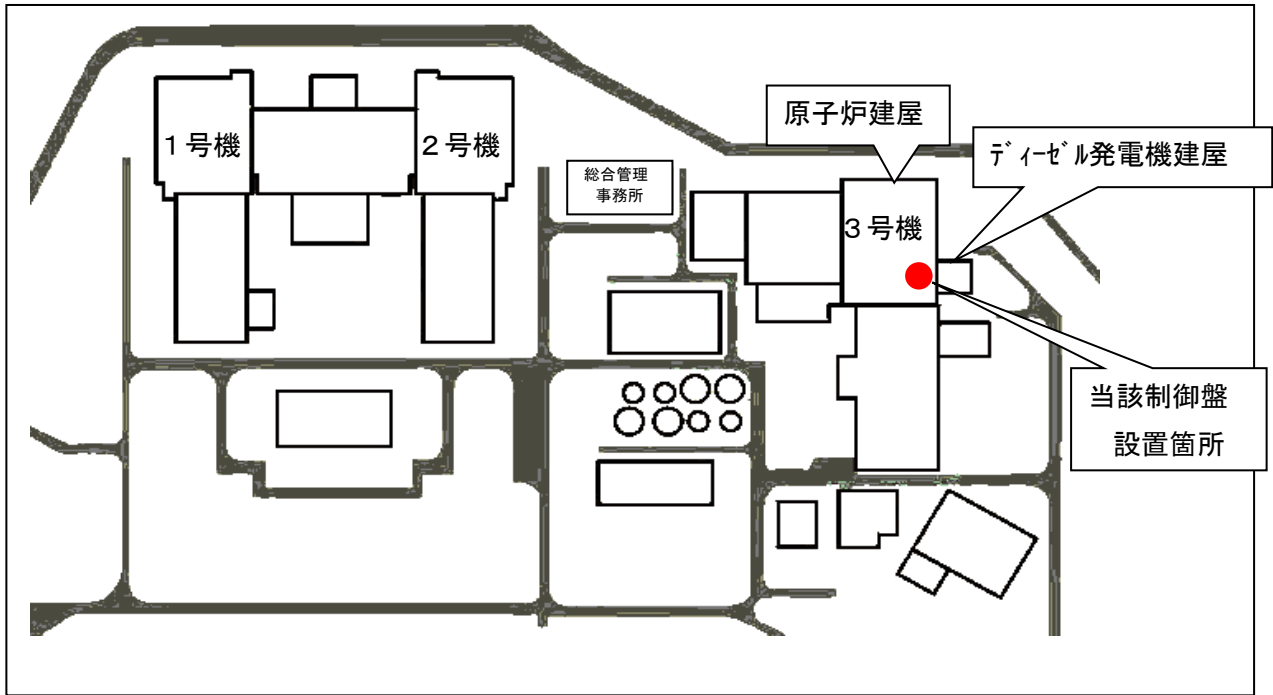 原子炉建屋
ﾃﾞｨｰｾﾞﾙ発電機建屋
１号機
２号機
総合管理
事務所
３号機
当該制御盤
設置箇所